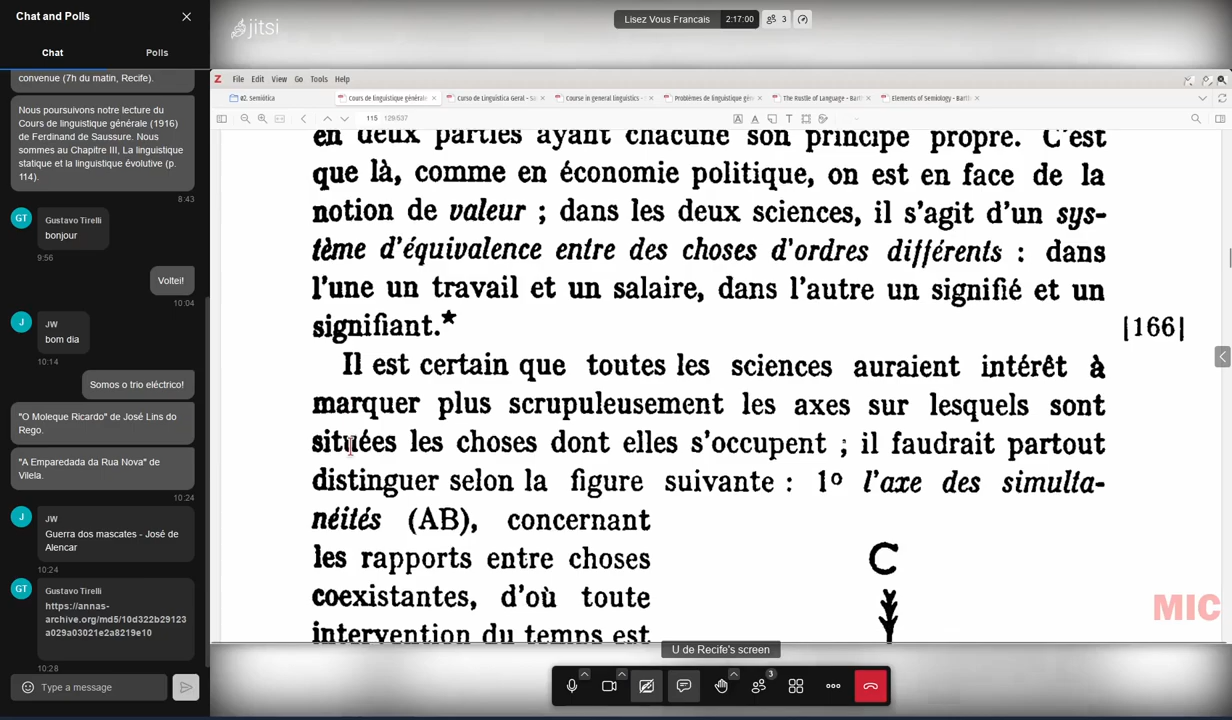 Chat and Polls
Chat
Polls
convenue (7h du matin, Recife).
Nous poursuivons notre lecture du
Cours de linguistique générale (1916)
de Ferdinand de Saussure. Nous
sommes au Chapitre III, La linguistique
statique et la linguistique évolutive (p.
114).
8:43
GT
Gustavo Tirelli
bonjour
9:56
Voltei!
10:04
J
JW
bom dia
10:14
Somos o trio eléctrico!
"O Moleque Ricardo" de José Lins do
Rego.
"A Emparedada da Rua Nova" de
Vilela.
10:24
J
JW
Guerra dos mascates - José de
Alencar
10:24
GT
Gustavo Tirelli
https://annas-
archive.org/md5/10d322b29123
a029a03021e2a8219e10
10:28
Type a message
jitsi
Lisez Vous Francais
2:17:00
3
Z
File Edit View Go Tools Help
02. Semiótica
Cours de linguistique générale
Curso de Linguística Geral - Sa
Course in general linguistics -
Problèmes de linguistique gén
The Rustle of Language - Bart
Elements of Semiology - Barth
115 129/537
en deux parties ayant chacune son principe propre. C'est
que là, comme en économie politique, on est en face de la
notion de valeur ; dans les deux sciences, il s'agit d'un sys-
tème d'équivalence entre des choses d'ordres différents : dans
l'une un travail et un salaire, dans l'autre un signifié et un
signifiant.★
[166]
Il est certain que toutes les sciences auraient intérêt à
marquer plus scrupuleusement les axes sur lesquels sont
situées les choses dont elles s'occupent ; il faudrait partout
distinguer selon la figure suivante : 1º l'axe des simulta-
néités (AB), concernant
les rapports entre choses
coexistantes, d'où toute
intervention du temps est
C
MIC
U de Recife's screen
3